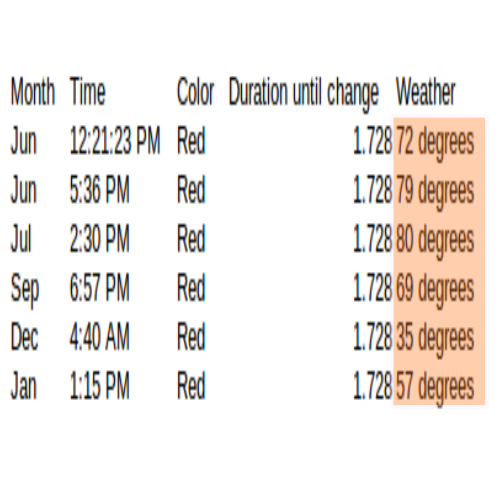 Month Time Color Duration until change Weather
Jun 12:21:23 PM Red 1.728 72 degrees
Jun 5:36 PM Red 1.728 79 degrees
Jul 2:30 PM Red 1.728 80 degrees
Sep 6:57 PM Red 1.728 69 degrees
Dec 4:40 AM Red 1.728 35 degrees
Jan 1:15 PM Red 1.728 57 degrees